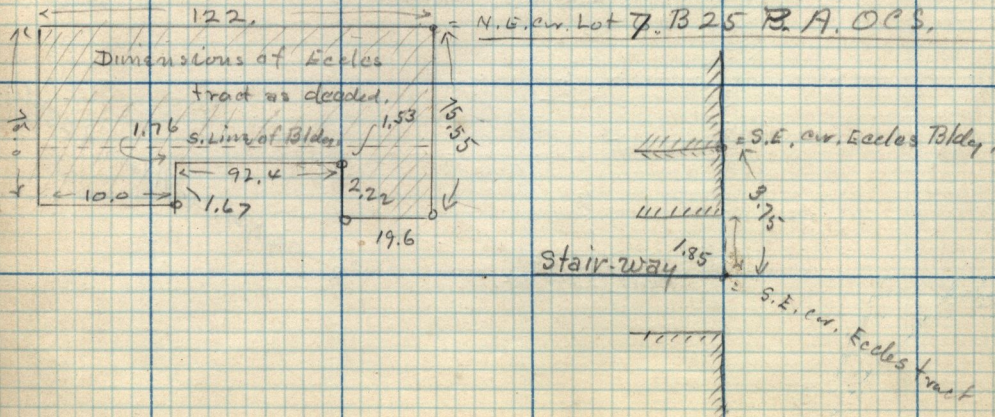 122.
= N.E. cor. Lot 7. B 25 P. A. OCS.
Dimensions of Eccles
tract as deeded.
75.55
1.76 S. Line of Bldg. 1.53
92.4
10.0
1.67
2.22
19.6
= S.E. cor. Eccles Bldg.
3.75
1.85
Stair-way
= S.E. cor. Eccles tract